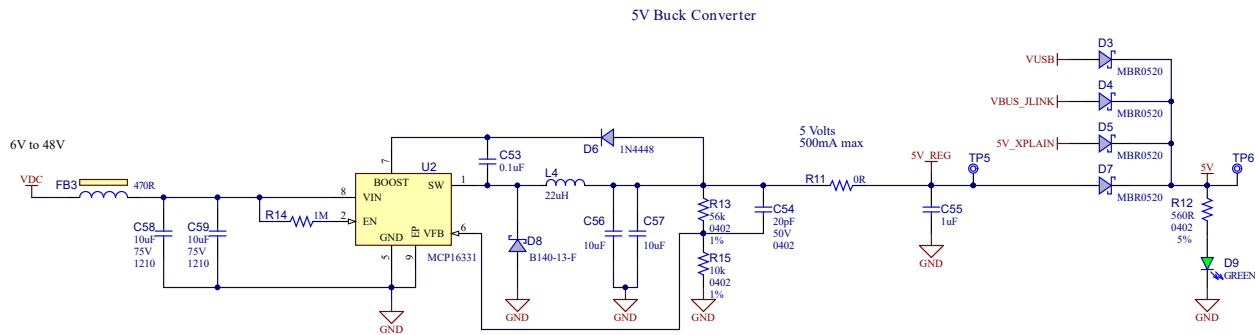 5V Buck Converter
6V to 48V
VDC
FB3
470R
C58
10uF
75V
1210
C59
10uF
75V
1210
R14
1M
U2
7
BOOST
8
VIN
2
EN
SW
1
GND
EP
VFB
6
5
9
MCP16331
GND
C53
0.1uF
D6
1N4448
L4
22uH
D8
B140-13-F
GND
C56
10uF
C57
10uF
GND
R13
56k
0402
1%
R15
10k
0402
1%
GND
C54
20pF
50V
0402
5 Volts
500mA max
R11
0R
5V_REG
TP5
C55
1uF
GND
VUSB
D3
MBR0520
VBUS_JLINK
D4
MBR0520
5V_XPLAIN
D5
MBR0520
D7
MBR0520
5V
TP6
R12
560R
0402
5%
D9
GREEN
GND